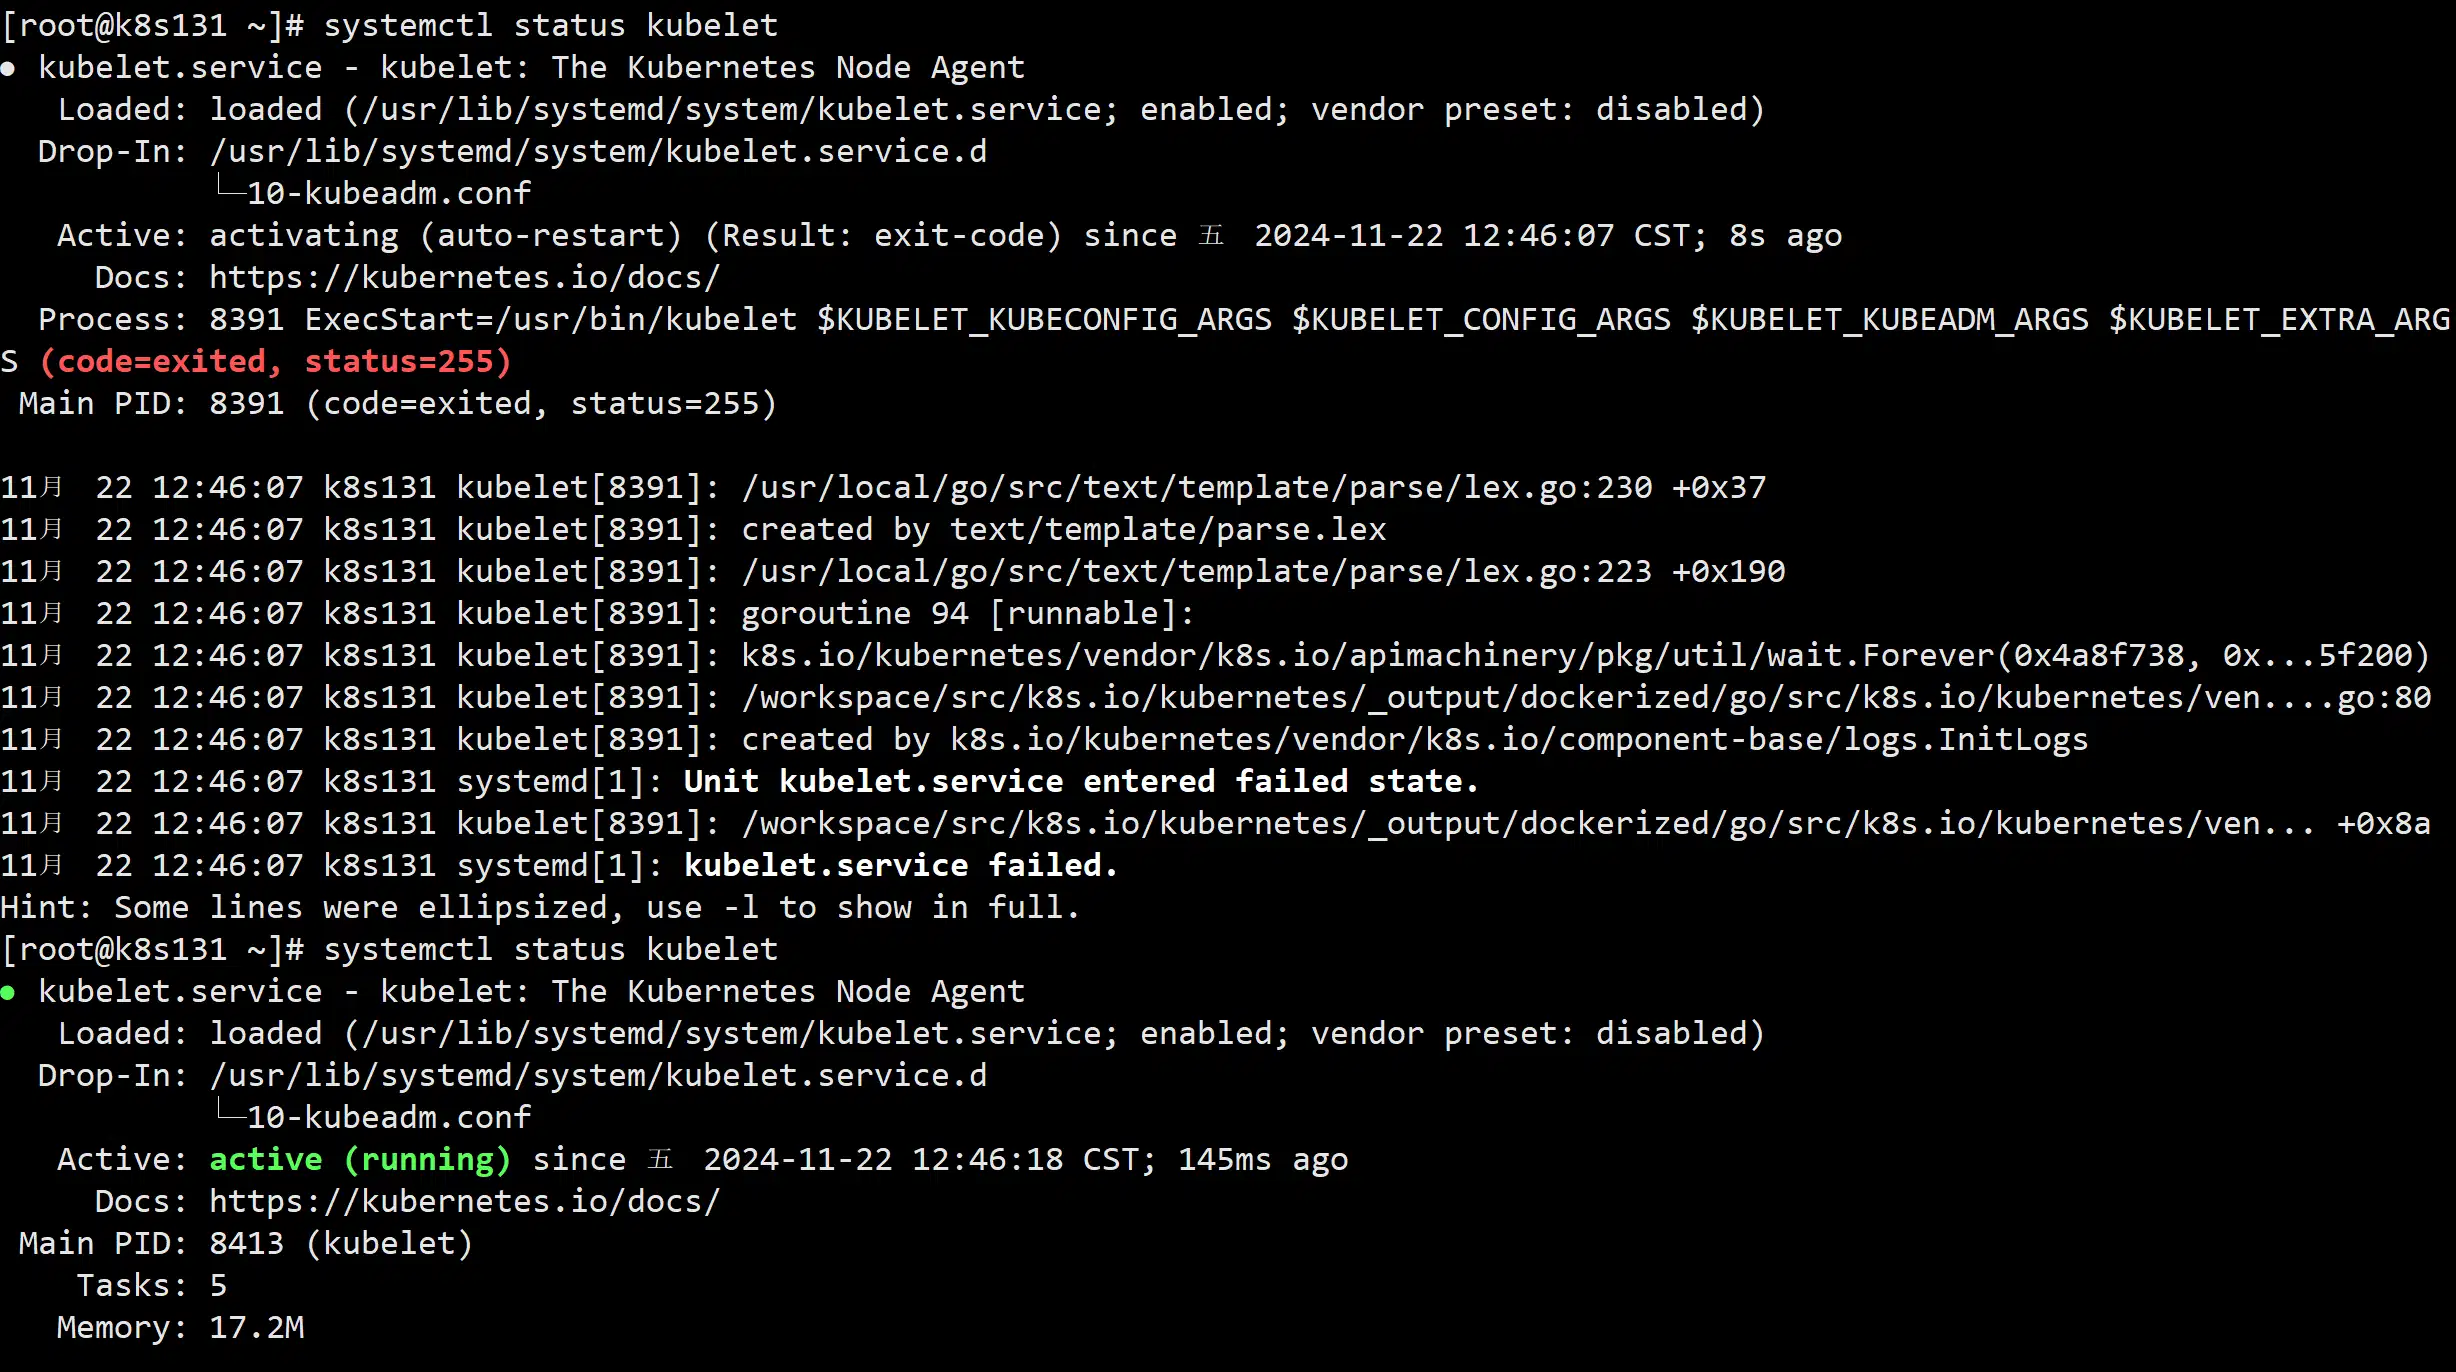 [root@k8s131 ~]# systemctl status kubelet
● kubelet.service - kubelet: The Kubernetes Node Agent
   Loaded: loaded (/usr/lib/systemd/system/kubelet.service; enabled; vendor preset: disabled)
  Drop-In: /usr/lib/systemd/system/kubelet.service.d
           └─10-kubeadm.conf
   Active: activating (auto-restart) (Result: exit-code) since 五 2024-11-22 12:46:07 CST; 8s ago
     Docs: https://kubernetes.io/docs/
  Process: 8391 ExecStart=/usr/bin/kubelet $KUBELET_KUBECONFIG_ARGS $KUBELET_CONFIG_ARGS $KUBELET_KUBEADM_ARGS $KUBELET_EXTRA_ARG
S (code=exited, status=255)
 Main PID: 8391 (code=exited, status=255)
11月 22 12:46:07 k8s131 kubelet[8391]: /usr/local/go/src/text/template/parse/lex.go:230 +0x37
11月 22 12:46:07 k8s131 kubelet[8391]: created by text/template/parse.lex
11月 22 12:46:07 k8s131 kubelet[8391]: /usr/local/go/src/text/template/parse/lex.go:223 +0x190
11月 22 12:46:07 k8s131 kubelet[8391]: goroutine 94 [runnable]:
11月 22 12:46:07 k8s131 kubelet[8391]: k8s.io/kubernetes/vendor/k8s.io/apimachinery/pkg/util/wait.Forever(0x4a8f738, 0x...5f200)
11月 22 12:46:07 k8s131 kubelet[8391]: /workspace/src/k8s.io/kubernetes/_output/dockerized/go/src/k8s.io/kubernetes/ven....go:80
11月 22 12:46:07 k8s131 kubelet[8391]: created by k8s.io/kubernetes/vendor/k8s.io/component-base/logs.InitLogs
11月 22 12:46:07 k8s131 systemd[1]: Unit kubelet.service entered failed state.
11月 22 12:46:07 k8s131 kubelet[8391]: /workspace/src/k8s.io/kubernetes/_output/dockerized/go/src/k8s.io/kubernetes/ven... +0x8a
11月 22 12:46:07 k8s131 systemd[1]: kubelet.service failed.
Hint: Some lines were ellipsized, use -l to show in full.
[root@k8s131 ~]# systemctl status kubelet
● kubelet.service - kubelet: The Kubernetes Node Agent
   Loaded: loaded (/usr/lib/systemd/system/kubelet.service; enabled; vendor preset: disabled)
  Drop-In: /usr/lib/systemd/system/kubelet.service.d
           └─10-kubeadm.conf
   Active: active (running) since 五 2024-11-22 12:46:18 CST; 145ms ago
     Docs: https://kubernetes.io/docs/
 Main PID: 8413 (kubelet)
    Tasks: 5
   Memory: 17.2M